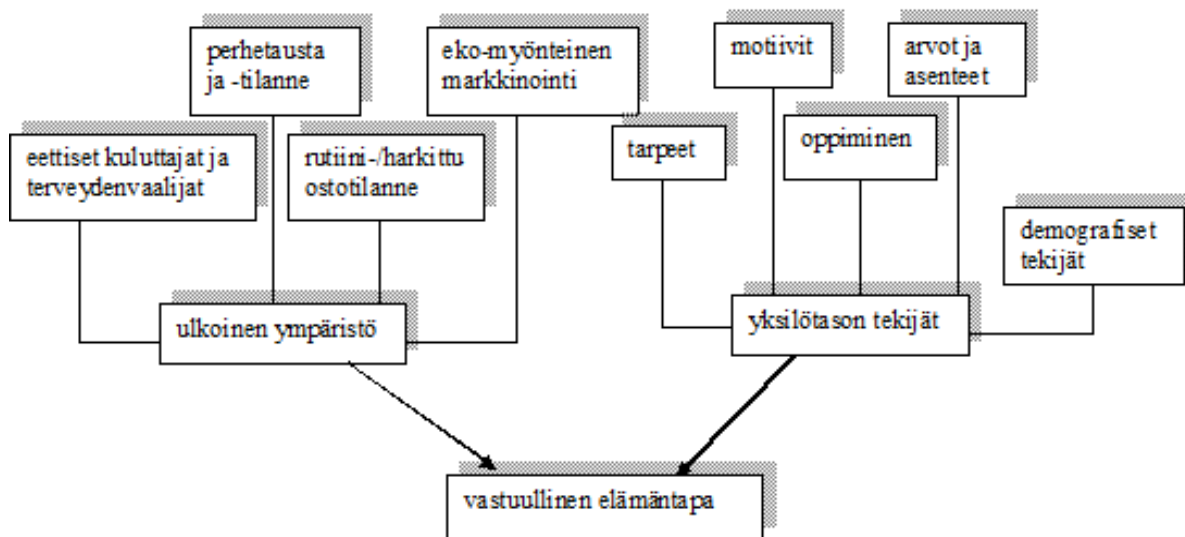 perhetausta
ja -tilanne
eko-myönteinen
markkinointi
motiivit
arvot ja
asenteet
eettiset kuluttajat ja
terveydenvaalijat
rutiini-/harkittu
ostotilanne
tarpeet
oppiminen
demografiset
tekijät
ulkoinen ympäristö
yksilötason tekijät
vastuullinen elämäntapa